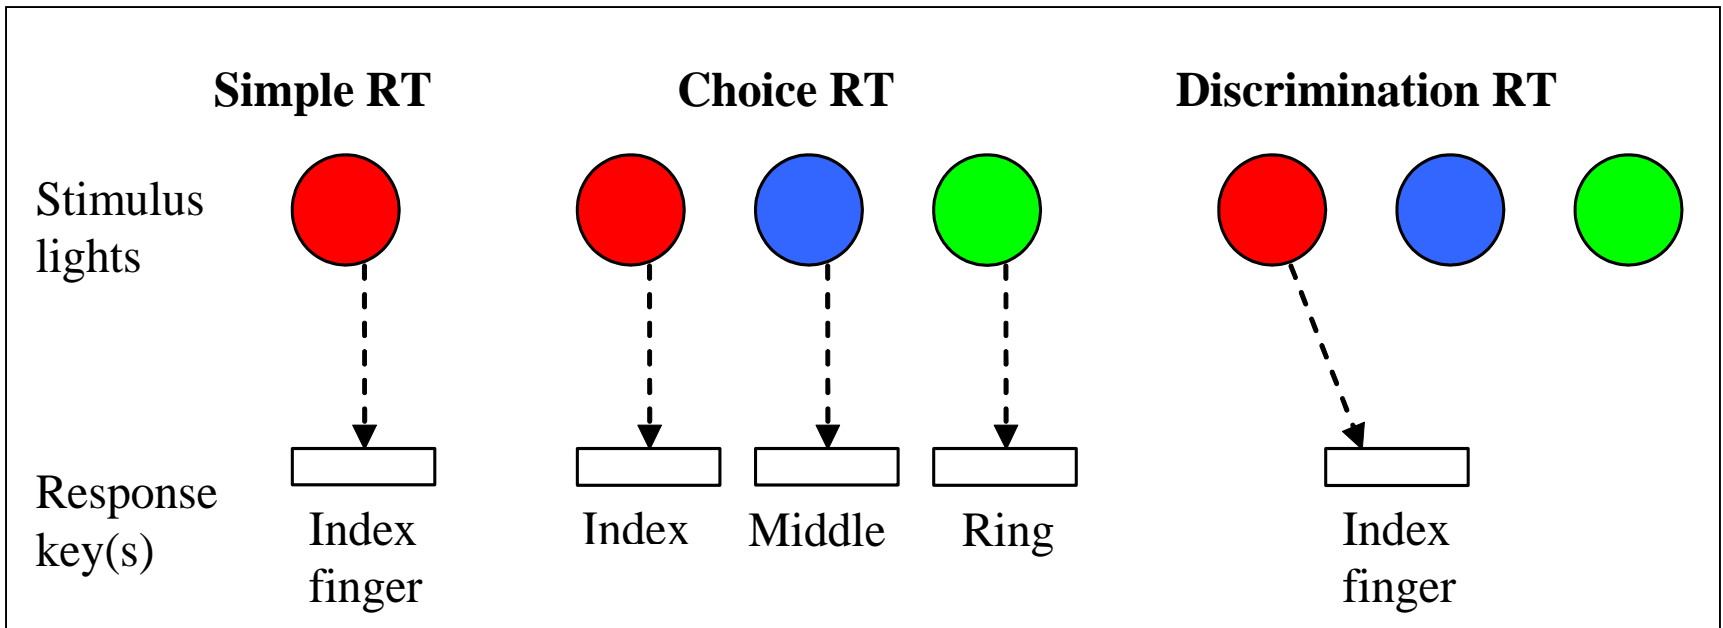 Simple RT
Choice RT
Discrimination RT
Stimulus
lights
Response
key(s)
Index
finger
Index
Middle
Ring
Index
finger